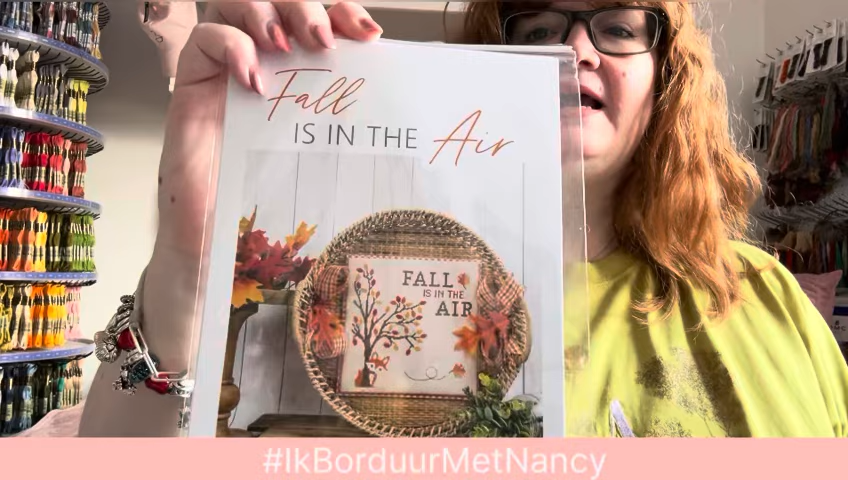 Fall
IS IN THE Air
FALL
IS IN THE
AIR
#IkBorduurMetNancy